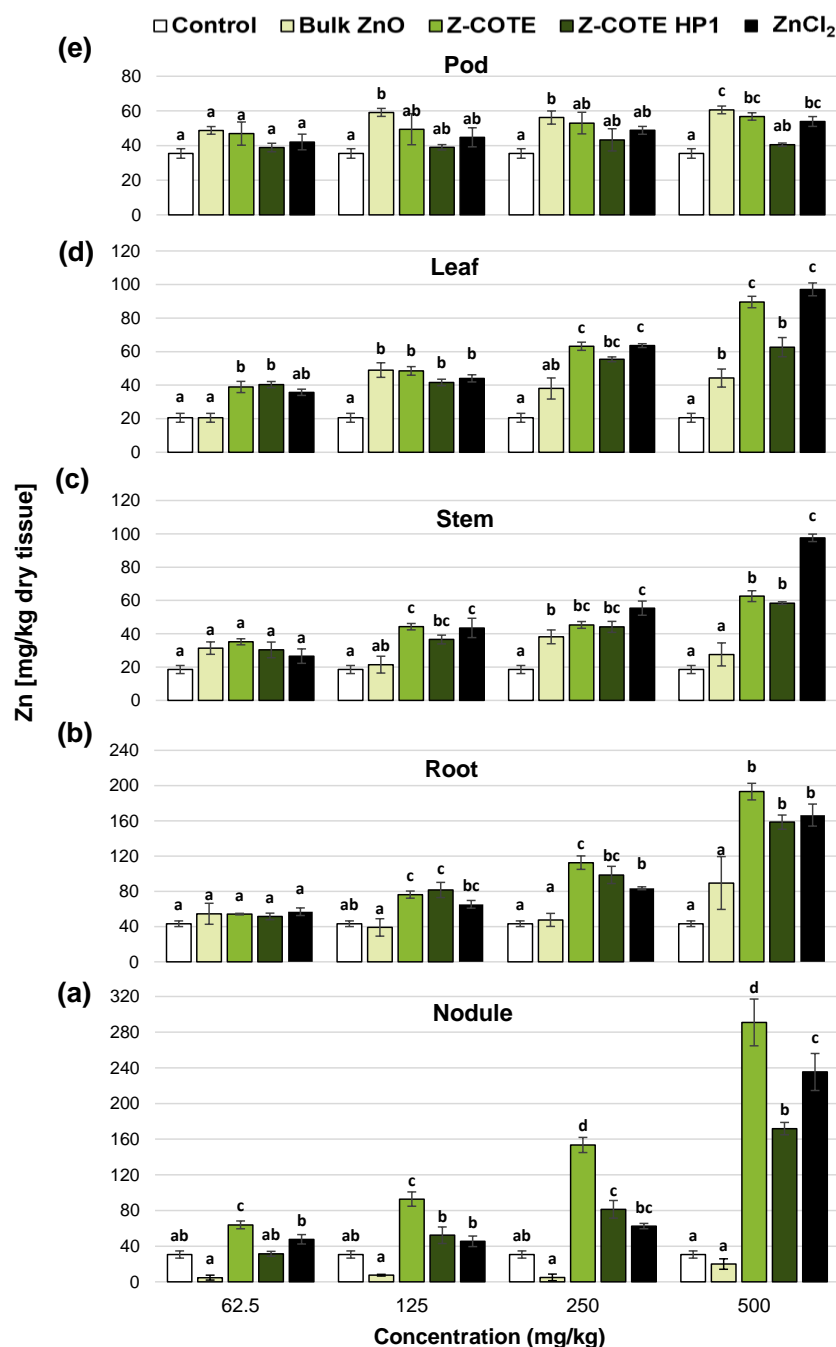 Control Bulk ZnO Z-COTE Z-COTE HP1 ZnCl₂
(e)
Pod
80
60
40
20
0
a a a a a
a b ab ab ab
a b ab ab ab
a c bc ab bc
(d)
Leaf
120
100
80
60
40
20
0
a a b b ab
a b b b b
a ab c bc c
a b c b c
(c)
Stem
120
100
80
60
40
20
0
a a a a a
a ab c bc c
a b bc bc c
a a b b c
Zn [mg/kg dry tissue]
(b)
Root
240
200
160
120
80
40
0
a a a a a
ab a c c bc
a a c bc b
a a b b b
(a)
Nodule
320
280
240
200
160
120
80
40
0
ab a c ab b
ab a c b b
ab a d c bc
a a d b c
62.5 125 250 500
Concentration (mg/kg)